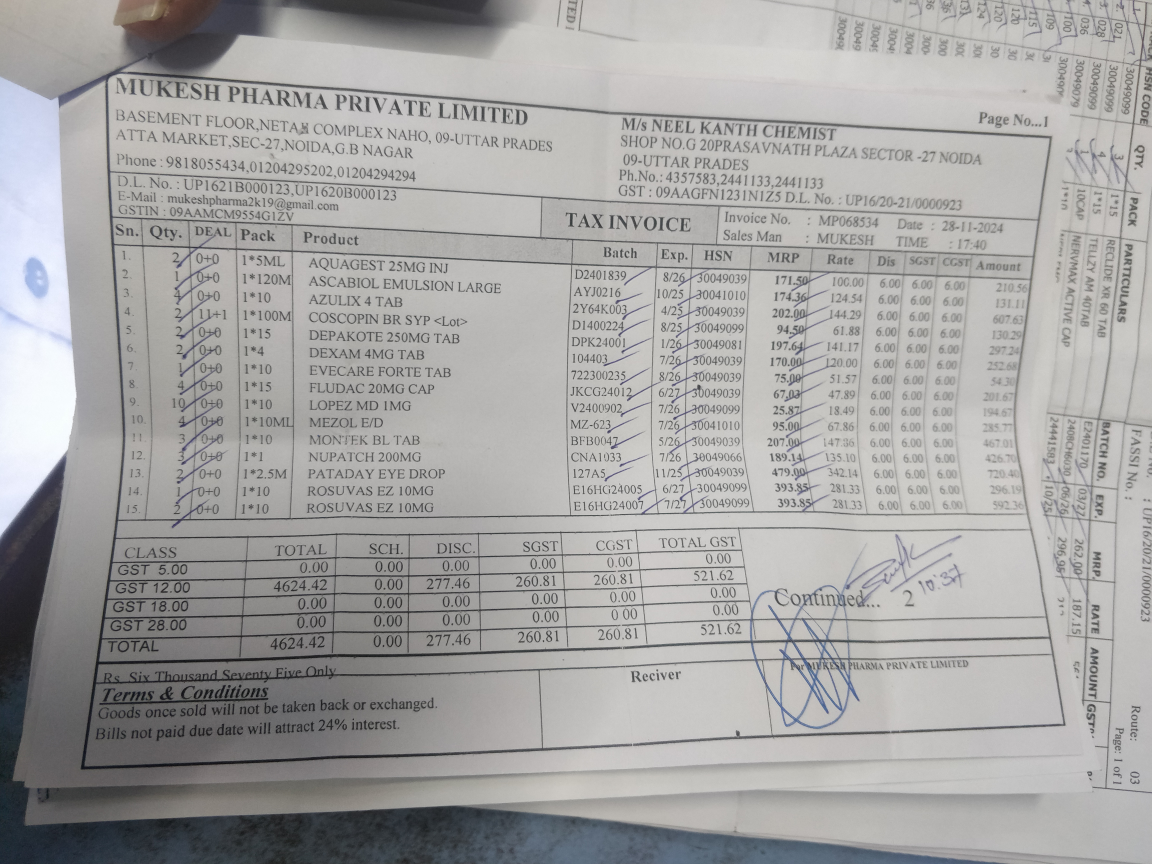 MUKESH PHARMA PRIVATE LIMITED
BASEMENT FLOOR,NETAJI COMPLEX NAHO, 09-UTTAR PRADES
ATTA MARKET,SEC-27,NOIDA,G.B NAGAR
Phone : 9818055434,01204295202,01204294294
D.L. No. : UP1621B000123,UP1620B000123
E-Mail : mukeshpharma2k19@gmail.com
GSTIN : 09AAMCM9554G1ZV
Page No...1
M/s NEEL KANTH CHEMIST
SHOP NO.G 20PRASAVNATH PLAZA SECTOR -27 NOIDA
09-UTTAR PRADES
Ph.No.: 4357583,2441133,2441133
GST : 09AAGFN1231N1Z5 D.L. No.: UP16/20-21/0000923
TAX INVOICE
Invoice No. : MP068534 Date : 28-11-2024
Sales Man : MUKESH TIME : 17:40
Sn. Qty. DEAL Pack Product Batch Exp. HSN MRP Rate Dis SGST CGST Amount
1. 2 0+0 1*5ML AQUAGEST 25MG INJ D2401839 8/26 30049039 171.50 100.00 6.00 6.00 6.00 210.56
2. 1 0+0 1*120M ASCABIOL EMULSION LARGE AYJ0216 10/25 30041010 174.36 124.54 6.00 6.00 6.00 131.11
3. 4 0+0 1*10 AZULIX 4 TAB 2Y64K003 4/25 30049039 202.00 144.29 6.00 6.00 6.00 607.63
4. 2 11+1 1*100M COSCOPIN BR SYP <Lot> D1400224 8/25 30049099 94.50 61.88 6.00 6.00 6.00 130.29
5. 2 0+0 1*15 DEPAKOTE 250MG TAB DPK24001 1/26 30049081 197.64 141.17 6.00 6.00 6.00 297.24
6. 2 0+0 1*4 DEXAM 4MG TAB 104403 7/26 30049039 170.00 120.00 6.00 6.00 6.00 252.68
7. 1 0+0 1*10 EVECARE FORTE TAB 722300235 8/26 30049039 75.00 51.57 6.00 6.00 6.00 54.30
8. 4 0+0 1*15 FLUDAC 20MG CAP JKCG24012 6/27 30049039 67.03 47.89 6.00 6.00 6.00 201.67
9. 10 0+0 1*10 LOPEZ MD 1MG V2400902 7/26 30049099 25.87 18.49 6.00 6.00 6.00 194.67
10. 4 0+0 1*10ML MEZOL E/D MZ-623 7/26 30041010 95.00 67.86 6.00 6.00 6.00 285.77
11. 3 0+0 1*10 MONTEK BL TAB BFB0047 5/26 30049039 207.00 147.86 6.00 6.00 6.00 467.01
12. 3 0+0 1*1 NUPATCH 200MG CNA1033 7/26 30049066 189.14 135.10 6.00 6.00 6.00 426.70
13. 2 0+0 1*2.5M PATADAY EYE DROP 127A5 11/25 30049039 479.00 342.14 6.00 6.00 6.00 720.40
14. 1 0+0 1*10 ROSUVAS EZ 10MG E16HG24005 6/27 30049099 393.85 281.33 6.00 6.00 6.00 296.19
15. 2 0+0 1*10 ROSUVAS EZ 10MG E16HG24007 7/27 30049099 393.85 281.33 6.00 6.00 6.00 592.36
CLASS TOTAL SCH. DISC. SGST CGST TOTAL GST
GST 5.00 0.00 0.00 0.00 0.00 0.00 0.00
GST 12.00 4624.42 0.00 277.46 260.81 260.81 521.62
GST 18.00 0.00 0.00 0.00 0.00 0.00 0.00
GST 28.00 0.00 0.00 0.00 0.00 0.00 0.00
TOTAL 4624.42 0.00 277.46 260.81 260.81 521.62
Continued... 2
10:37
Rs. Six Thousand Seventy Five Only
Terms & Conditions
Goods once sold will not be taken back or exchanged.
Bills not paid due date will attract 24% interest.
Reciver
For MUKESH PHARMA PRIVATE LIMITED
HSN CODE QTY. PACK PARTICULARS BATCH NO. EXP. MRP. RATE AMOUNT
30049099 3 1*15 RECLIDE XR 60 TAB E2401170 03/27 262.00 187.15
30049099 4 1*15 TELIZY AM 40TAB
30049079 10CAP NERVMAX ACTIVE CAP
FASSI No. :
: UP16/20/21/0000923
Route: 03
Page: 1 of 1